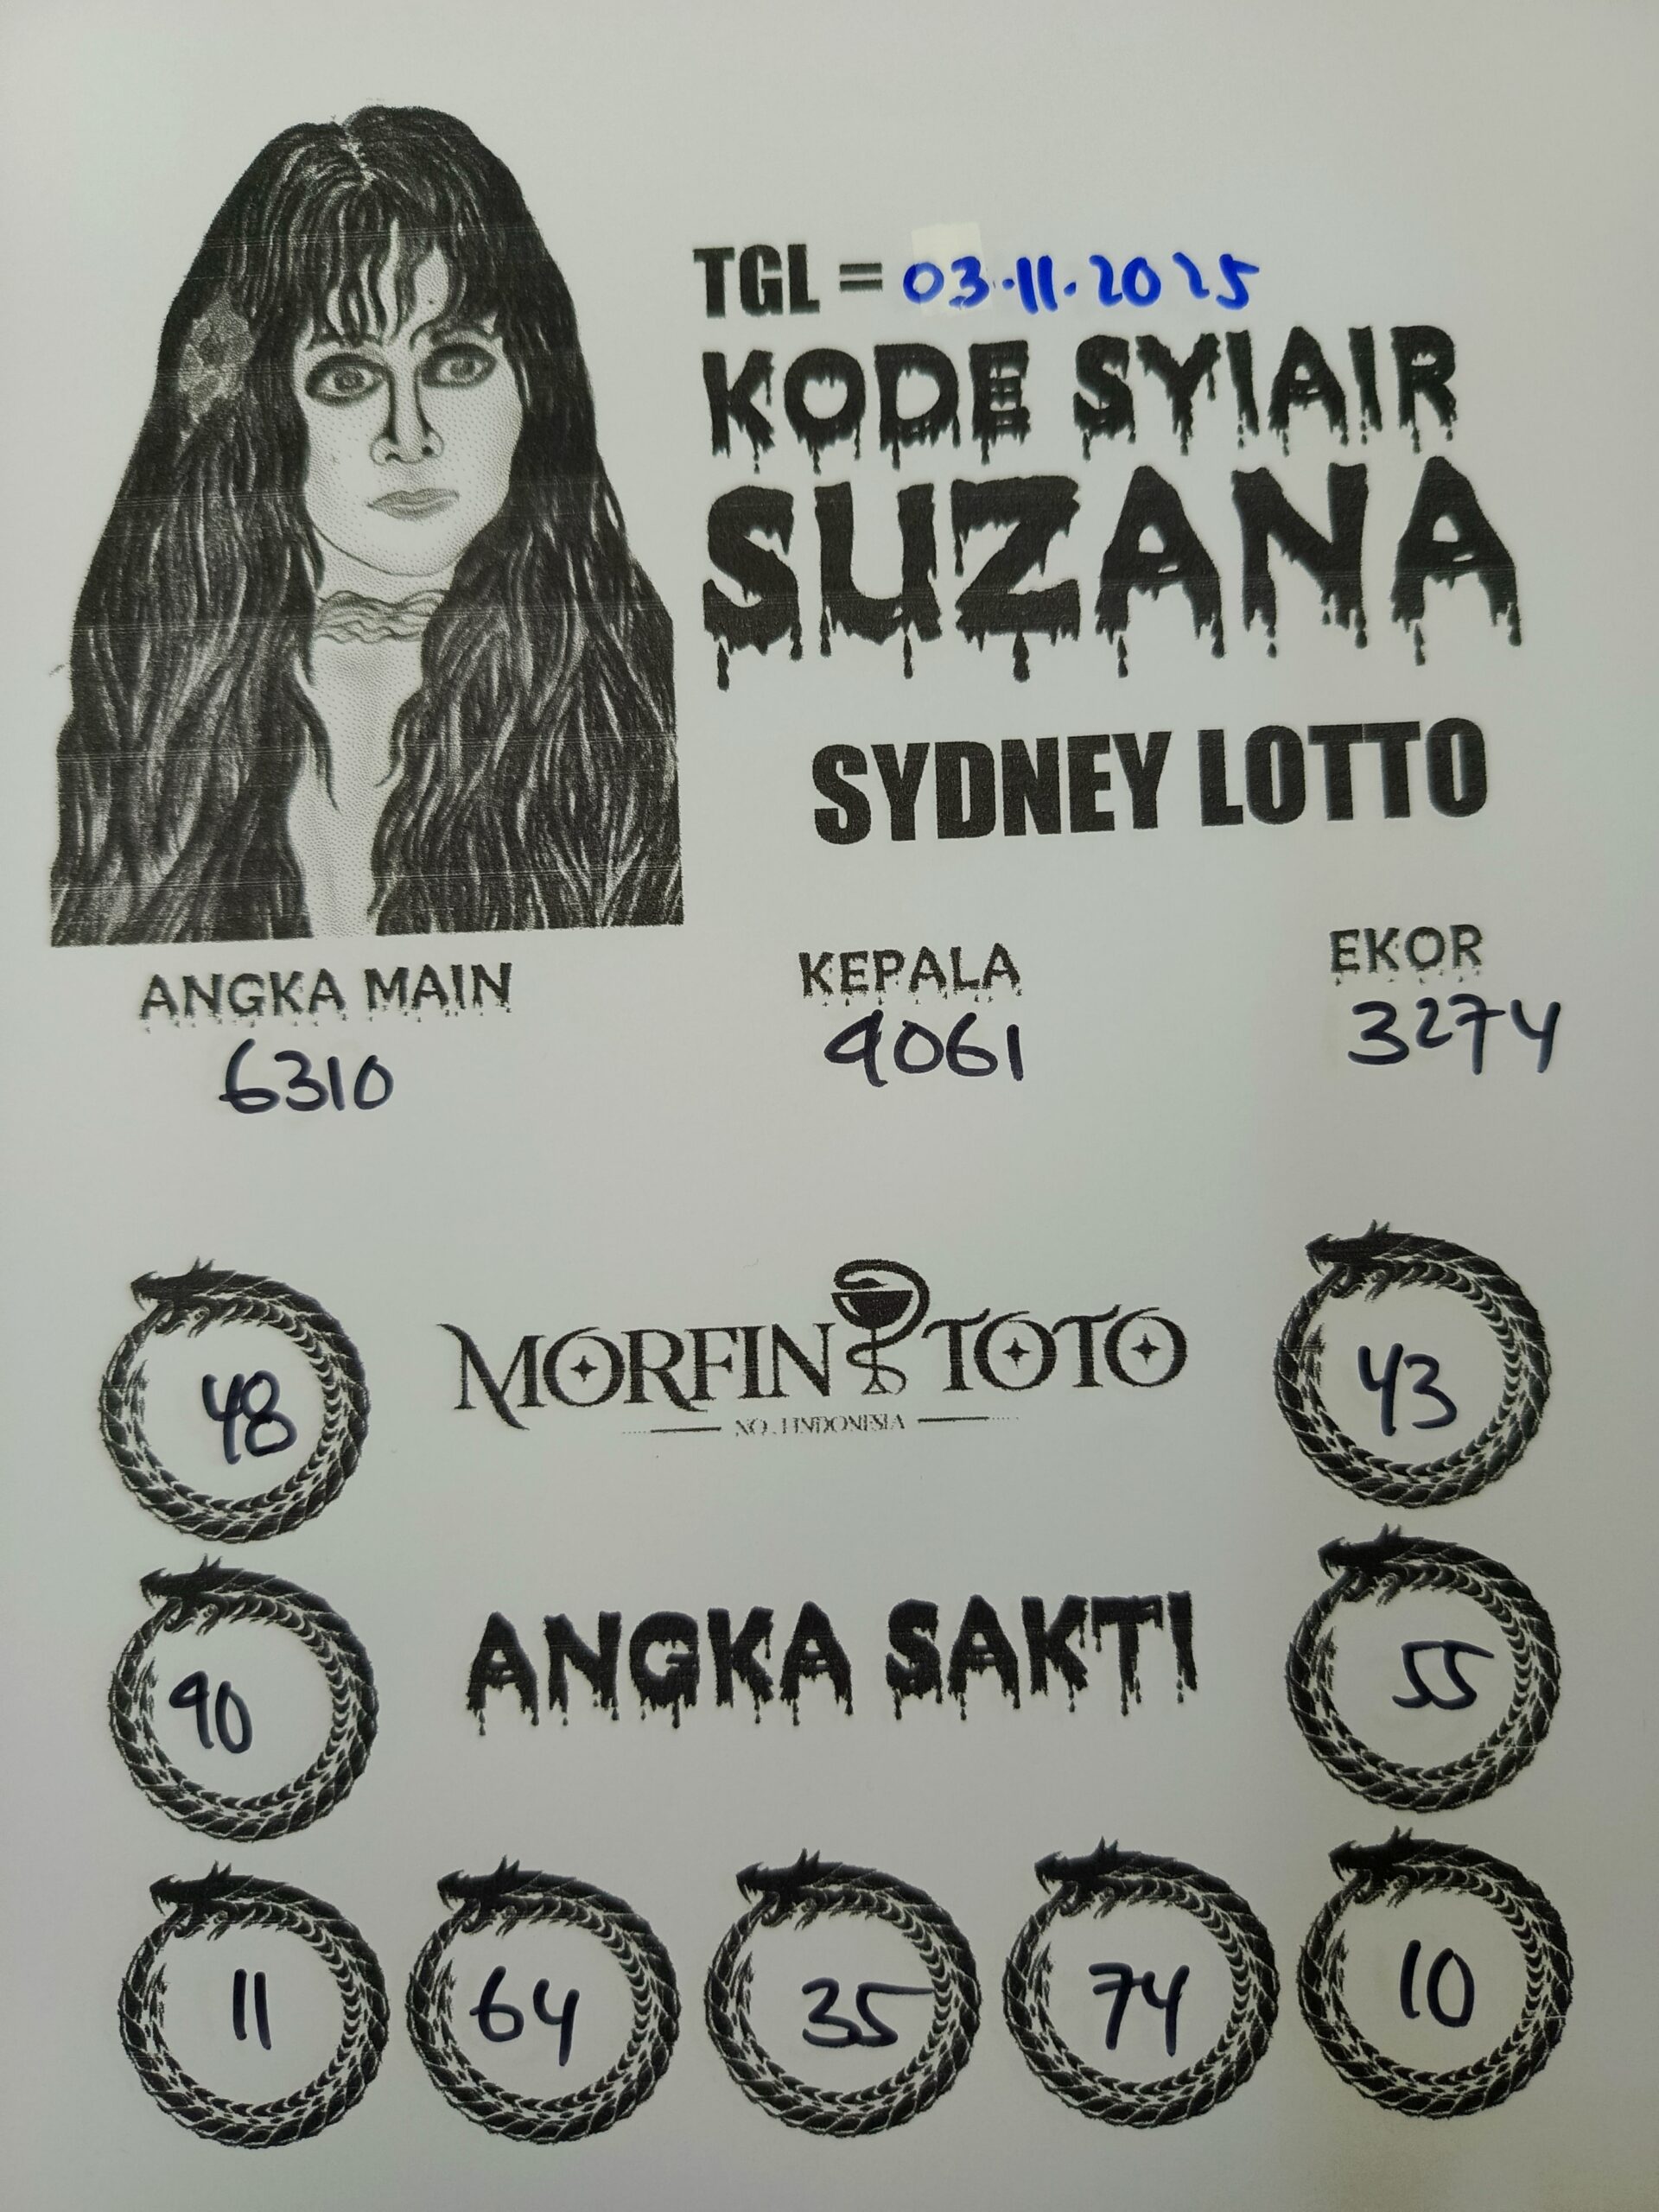 TGL = 03.11.2025
KODE SYIAIR
SUZANA
SYDNEY LOTTO
ANGKA MAIN
6310
KEPALA
9061
EKOR
3274
48
MORFIN TOTO
NO.1 INDONESIA
43
90
ANGKA SAKTI
55
11
64
35
74
10